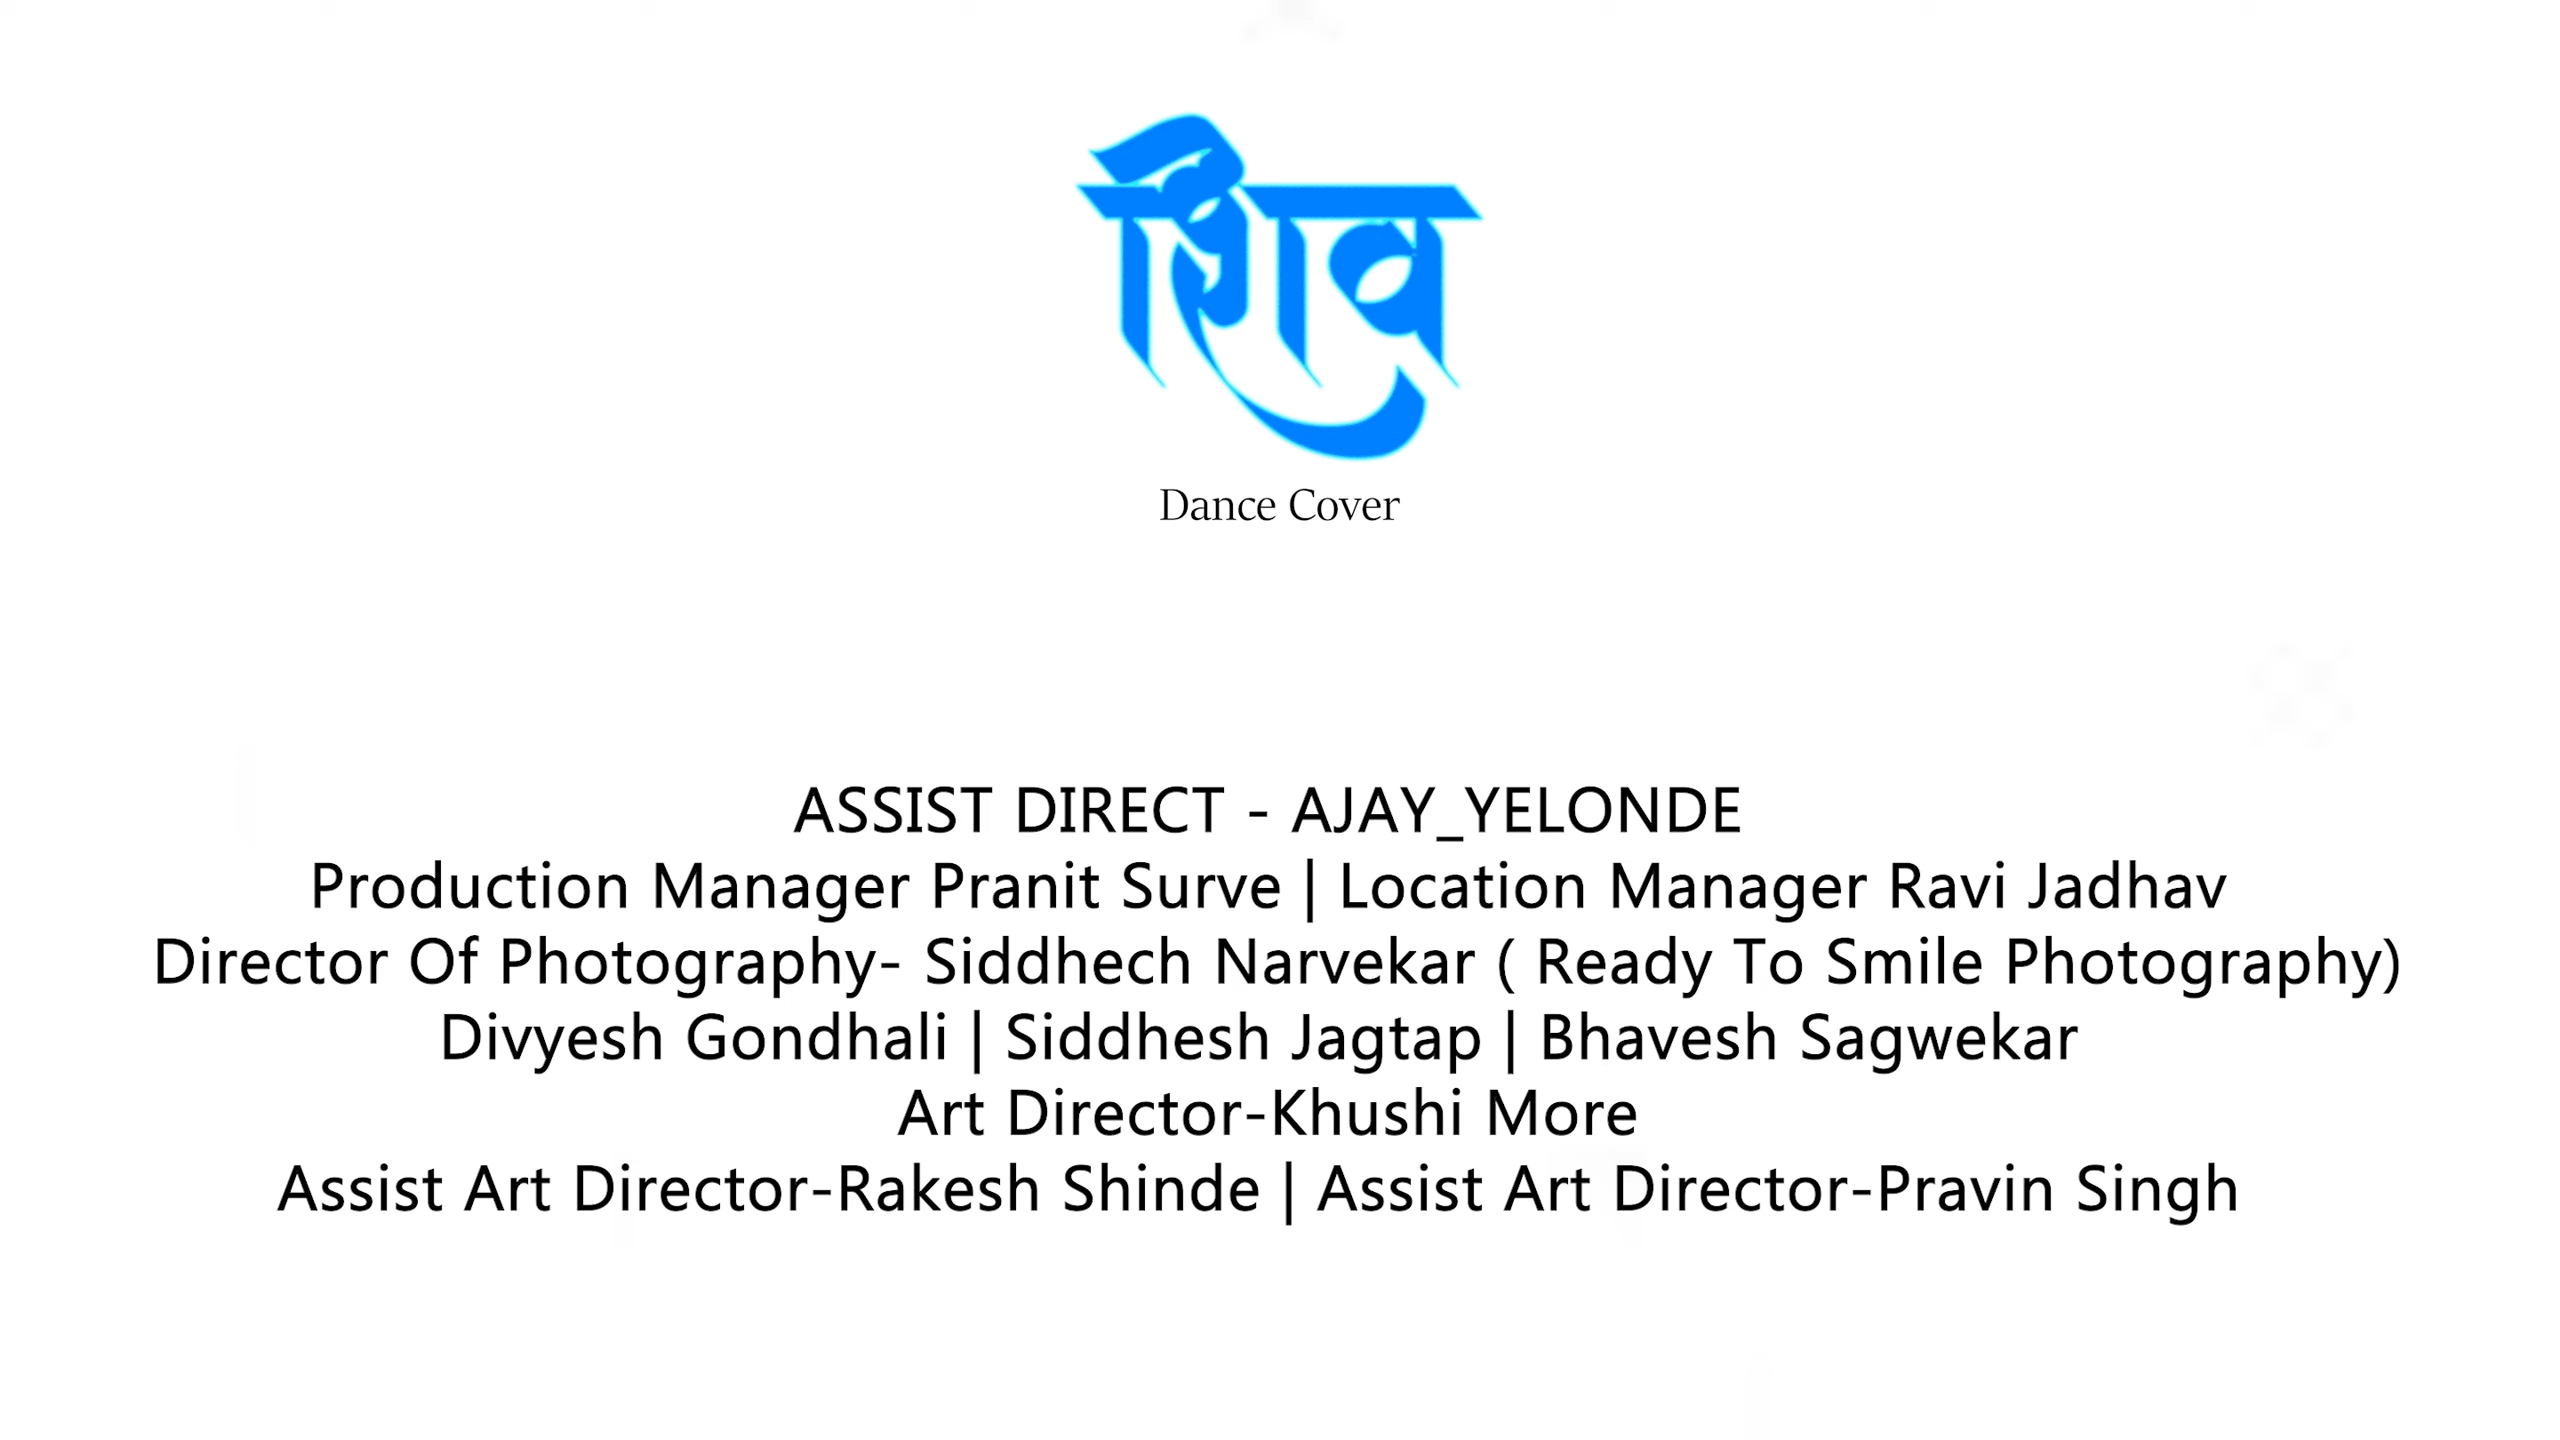 शिव
Dance Cover
ASSIST DIRECT - AJAY_YELONDE
Production Manager Pranit Surve | Location Manager Ravi Jadhav
Director Of Photography- Siddhech Narvekar ( Ready To Smile Photography)
Divyesh Gondhali | Siddhesh Jagtap | Bhavesh Sagwekar
Art Director-Khushi More
Assist Art Director-Rakesh Shinde | Assist Art Director-Pravin Singh